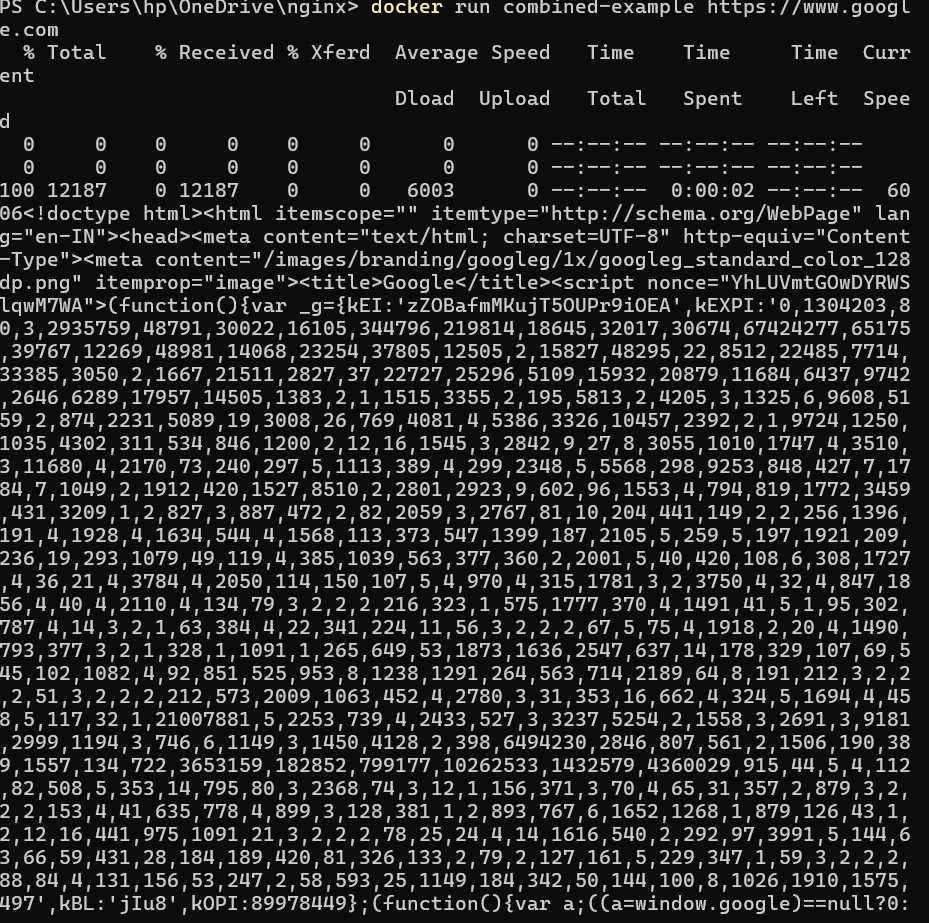 PS C:\Users\hp\OneDrive\nginx> docker run combined-example https://www.googl
e.com
  % Total    % Received % Xferd  Average Speed   Time    Time     Time  Curr
ent
                                 Dload  Upload   Total   Spent    Left  Spee
d
  0     0    0     0    0     0      0      0 --:--:-- --:--:-- --:--:--
  0     0    0     0    0     0      0      0 --:--:-- --:--:-- --:--:--
100 12187    0 12187    0     0   6003      0 --:--:--  0:00:02 --:--:--  60
06<!doctype html><html itemscope="" itemtype="http://schema.org/WebPage" lan
g="en-IN"><head><meta content="text/html; charset=UTF-8" http-equiv="Content
-Type"><meta content="/images/branding/googleg/1x/googleg_standard_color_128
dp.png" itemprop="image"><title>Google</title><script nonce="YhLUVmtGOwDYRWS
lqwM7WA">(function(){var _g={kEI:'zZOBafmMKujT5OUPr9iOEA',kEXPI:'0,1304203,8
0,3,2935759,48791,30022,16105,344796,219814,18645,32017,30674,67424277,65175
,39767,12269,48981,14068,23254,37805,12505,2,15827,48295,22,8512,22485,7714,
33385,3050,2,1667,21511,2827,37,22727,25296,5109,15932,20879,11684,6437,9742
,2646,6289,17957,14505,1383,2,1,1515,3355,2,195,5813,2,4205,3,1325,6,9608,51
59,2,874,2231,5089,19,3008,26,769,4081,4,5386,3326,10457,2392,2,1,9724,1250,
1035,4302,311,534,846,1200,2,12,16,1545,3,2842,9,27,8,3055,1010,1747,4,3510,
3,11680,4,2170,73,240,297,5,1113,389,4,299,2348,5,5568,298,9253,848,427,7,17
84,7,1049,2,1912,420,1527,8510,2,2801,2923,9,602,96,1553,4,794,819,1772,3459
,431,3209,1,2,827,3,887,472,2,82,2059,3,2767,81,10,204,441,149,2,2,256,1396,
191,4,1928,4,1634,544,4,1568,113,373,547,1399,187,2105,5,259,5,197,1921,209,
236,19,293,1079,49,119,4,385,1039,563,377,360,2,2001,5,40,420,108,6,308,1727
,4,36,21,4,3784,4,2050,114,150,107,5,4,970,4,315,1781,3,2,3750,4,32,4,847,18
56,4,40,4,2110,4,134,79,3,2,2,2,216,323,1,575,1777,370,4,1491,41,5,1,95,302,
787,4,14,3,2,1,63,384,4,22,341,224,11,56,3,2,2,2,67,5,75,4,1918,2,20,4,1490,
793,377,3,2,1,328,1,1091,1,265,649,53,1873,1636,2547,637,14,178,329,107,69,5
45,102,1082,4,92,851,525,953,8,1238,1291,264,563,714,2189,64,8,191,212,3,2,2
,2,51,3,2,2,2,212,573,2009,1063,452,4,2780,3,31,353,16,662,4,324,5,1694,4,45
8,5,117,32,1,21007881,5,2253,739,4,2433,527,3,3237,5254,2,1558,3,2691,3,9181
,2999,1194,3,746,6,1149,3,1450,4128,2,398,6494230,2846,807,561,2,1506,190,38
9,1557,134,722,3653159,182852,799177,10262533,1432579,4360029,915,44,5,4,112
,82,508,5,353,14,795,80,3,2368,74,3,12,1,156,371,3,70,4,65,31,357,2,879,3,2,
2,2,153,4,41,635,778,4,899,3,128,381,1,2,893,767,6,1652,1268,1,879,126,43,1,
2,12,16,441,975,1091,21,3,2,2,2,78,25,24,4,14,1616,540,2,292,97,3991,5,144,6
3,66,59,431,28,184,189,420,81,326,133,2,79,2,127,161,5,229,347,1,59,3,2,2,2,
88,84,4,131,156,53,247,2,58,593,25,1149,184,342,50,144,100,8,1026,1910,1575,
497',kBL:'jIu8',kOPI:89978449};(function(){var a;((a=window.google)==null?0: